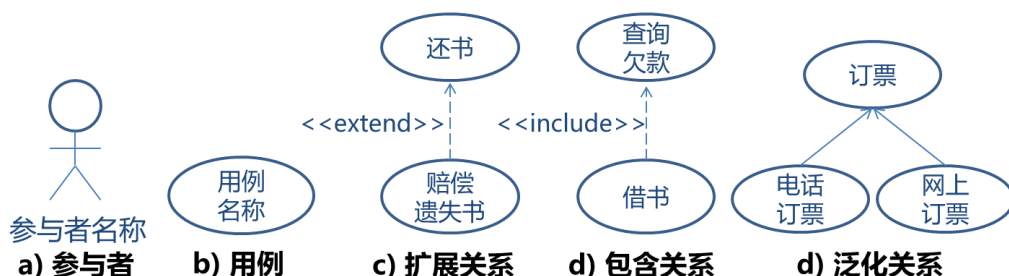 参与者名称
a) 参与者
用例
名称
b) 用例
还书
<<extend>>
赔偿
遗失书
c) 扩展关系
查询
欠款
<<include>>
借书
d) 包含关系
订票
电话
订票
网上
订票
d) 泛化关系